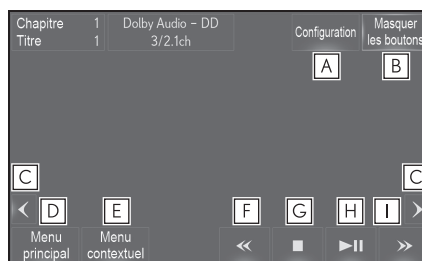 Chapitre 1
Titre 1
Dolby Audio – DD
3/2.1ch
Configuration
Masquer
les boutons
A
B
C
C
D
E
F
G
H
I
Menu
principal
Menu
contextuel